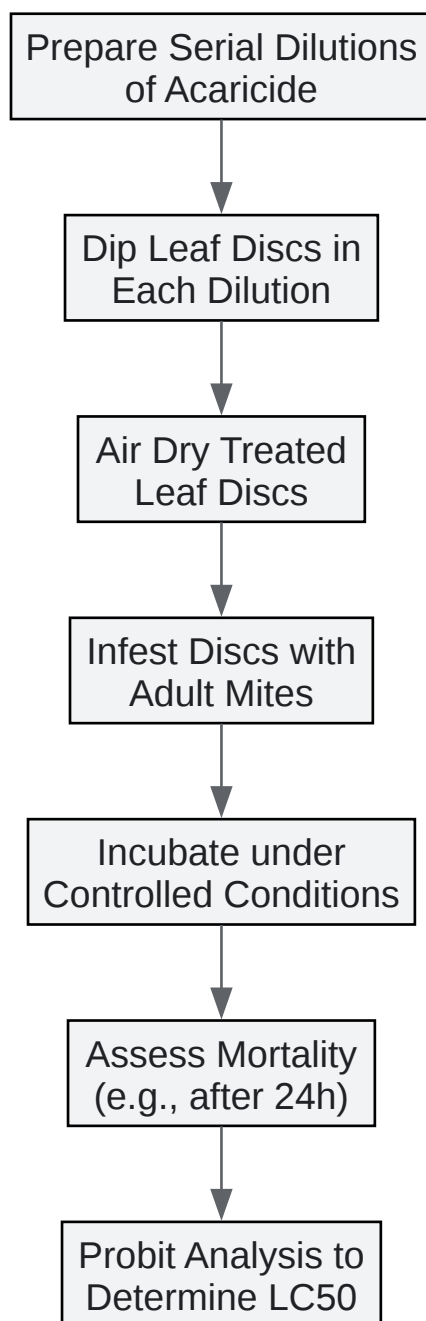 Prepare Serial Dilutions
of Acaricide
Dip Leaf Discs in
Each Dilution
Air Dry Treated
Leaf Discs
Infest Discs with
Adult Mites
Incubate under
Controlled Conditions
Assess Mortality
(e.g., after 24h)
Probit Analysis to
Determine LC50